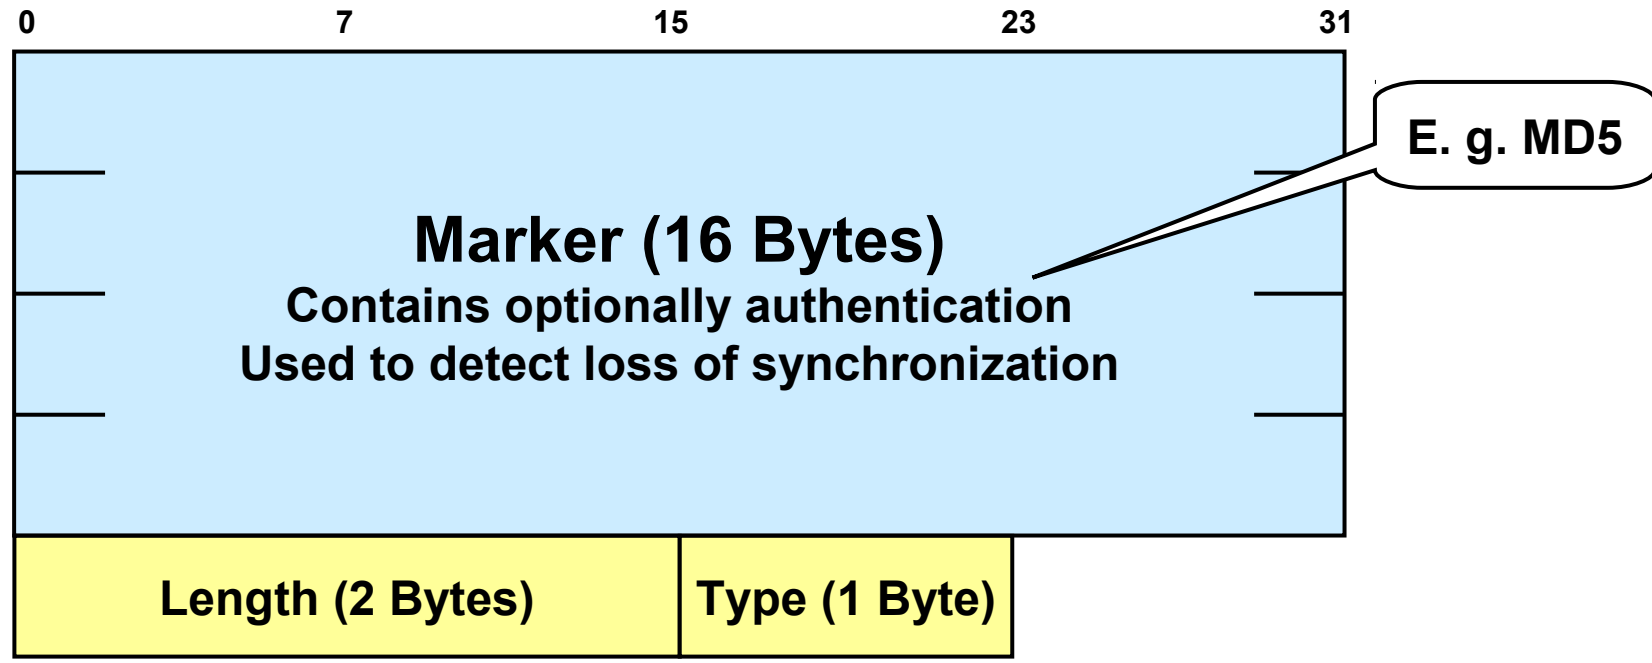 0 7 15 23 31
E. g. MD5
Marker (16 Bytes)
Contains optionally authentication
Used to detect loss of synchronization
Length (2 Bytes) Type (1 Byte)